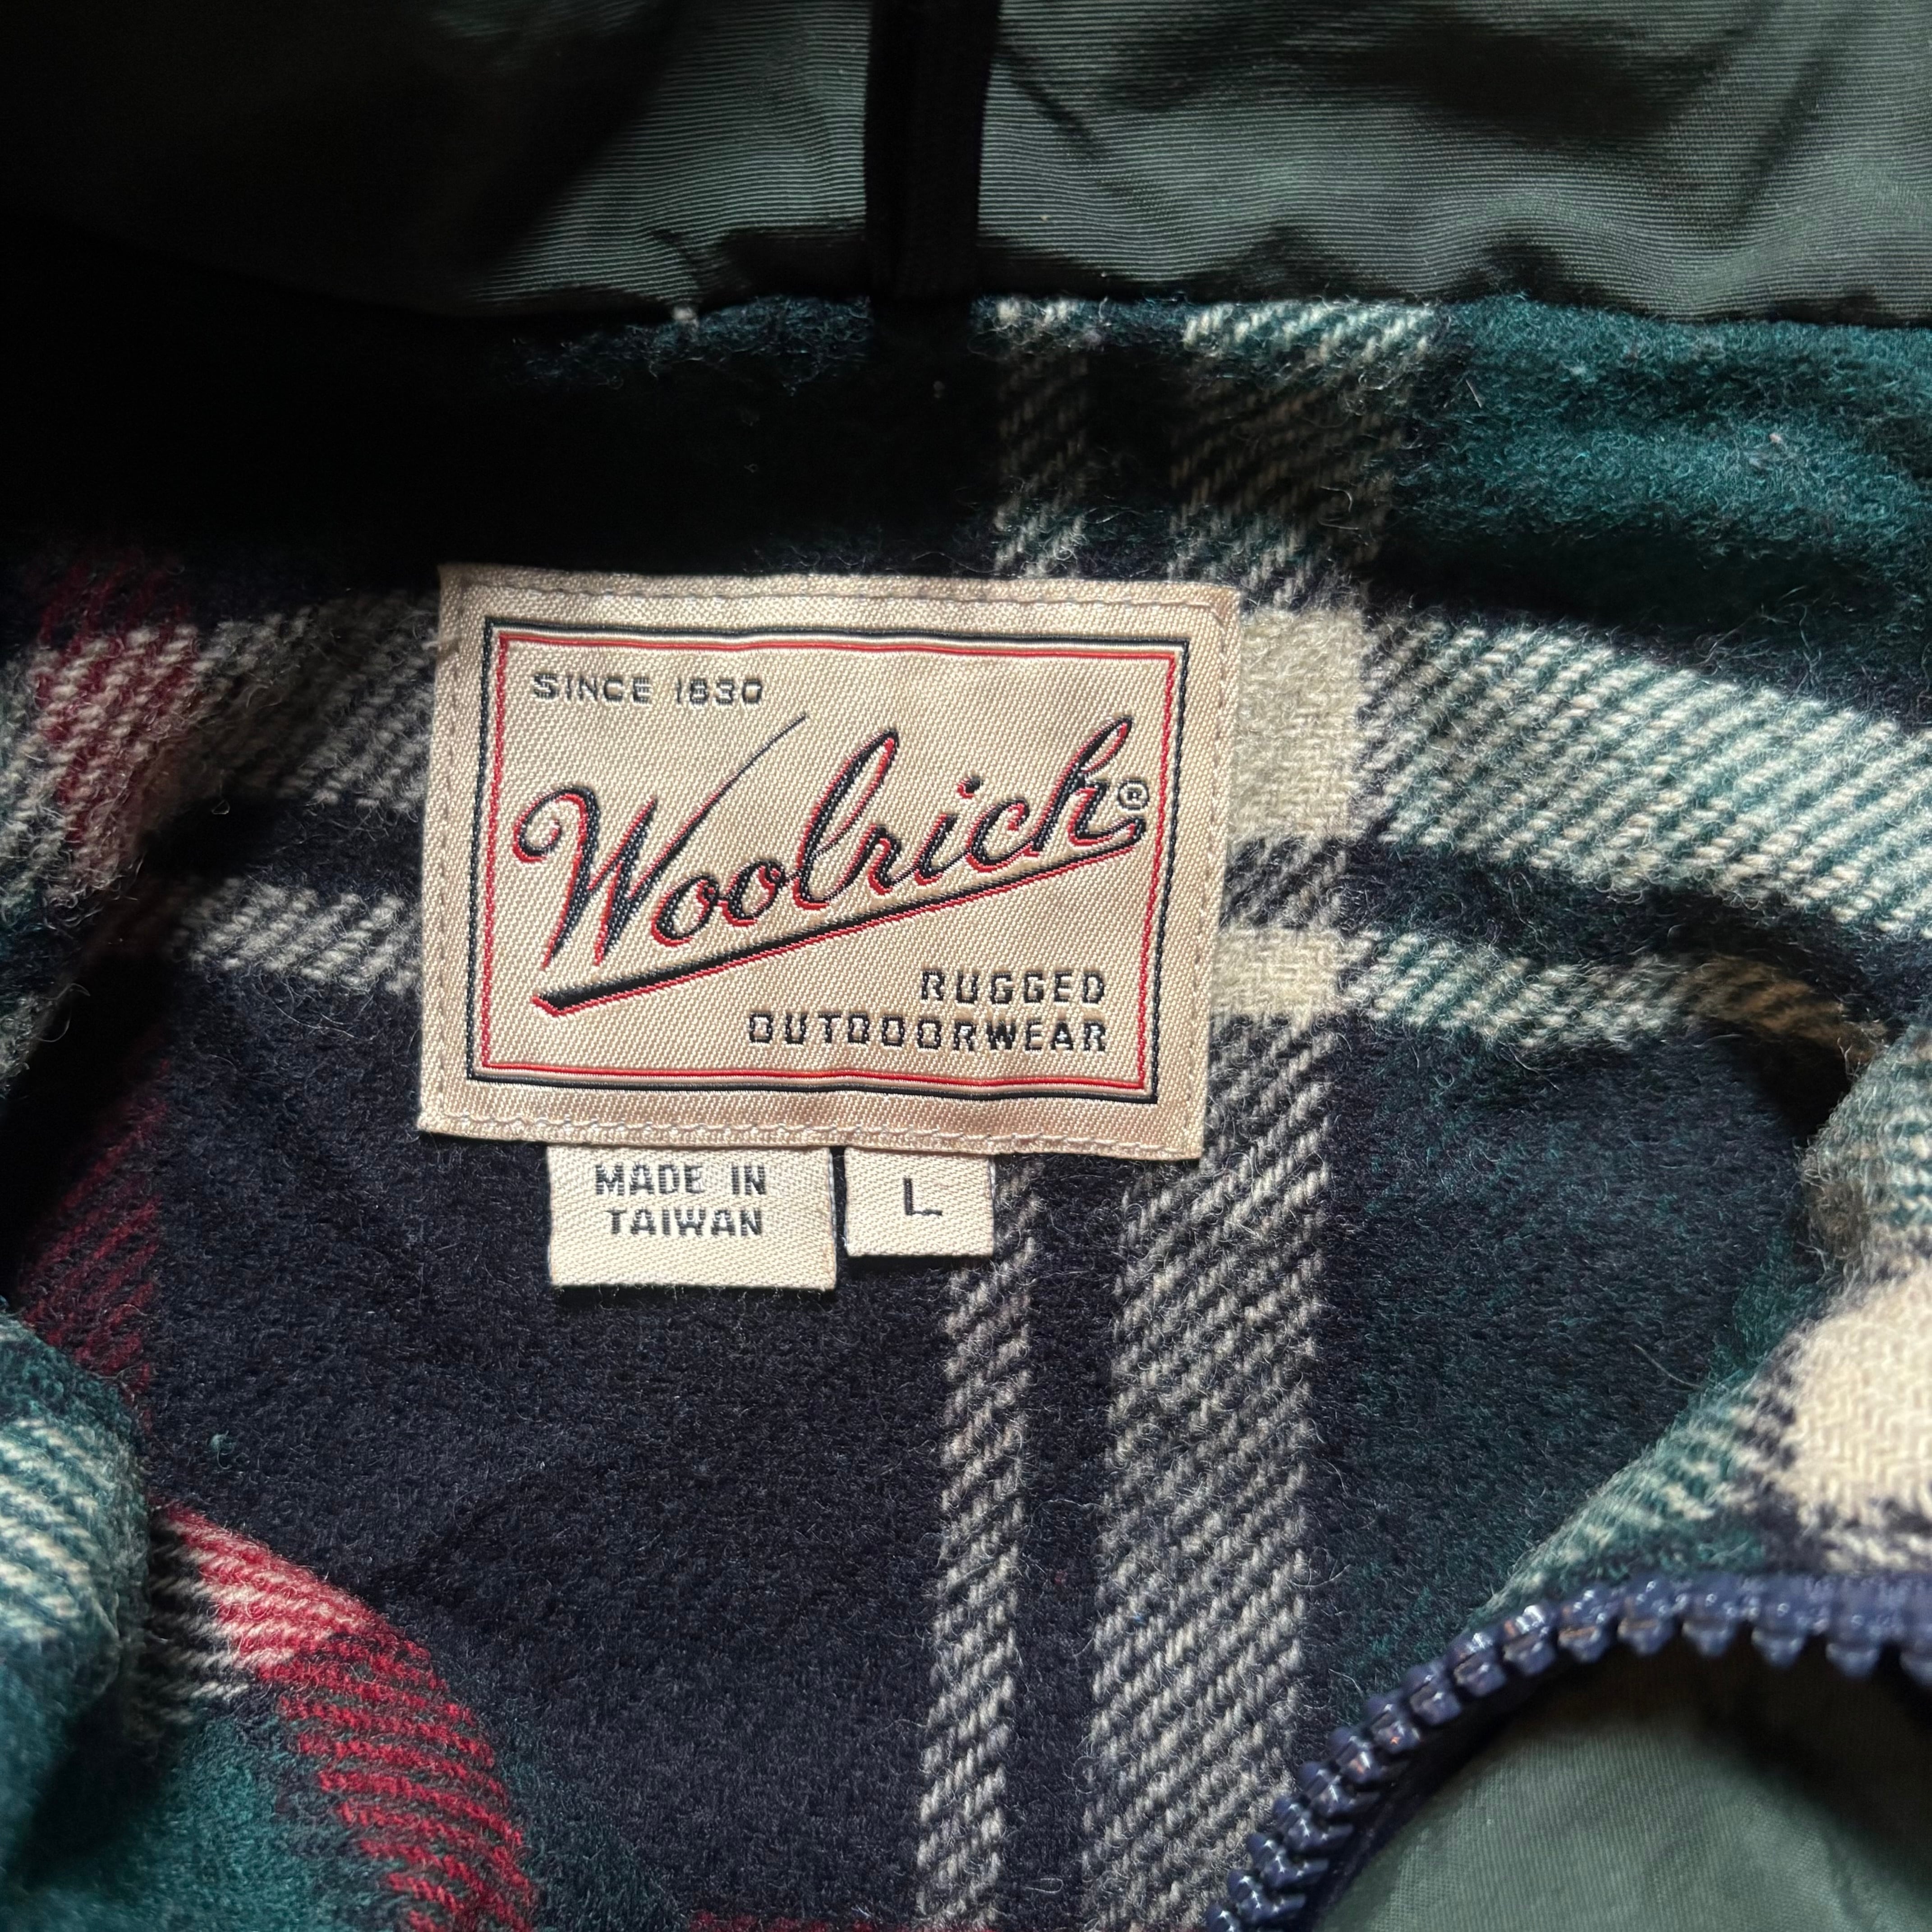 SINCE 1830
Woolrich®
RUGGED
OUTDOORWEAR
MADE IN
TAIWAN
L